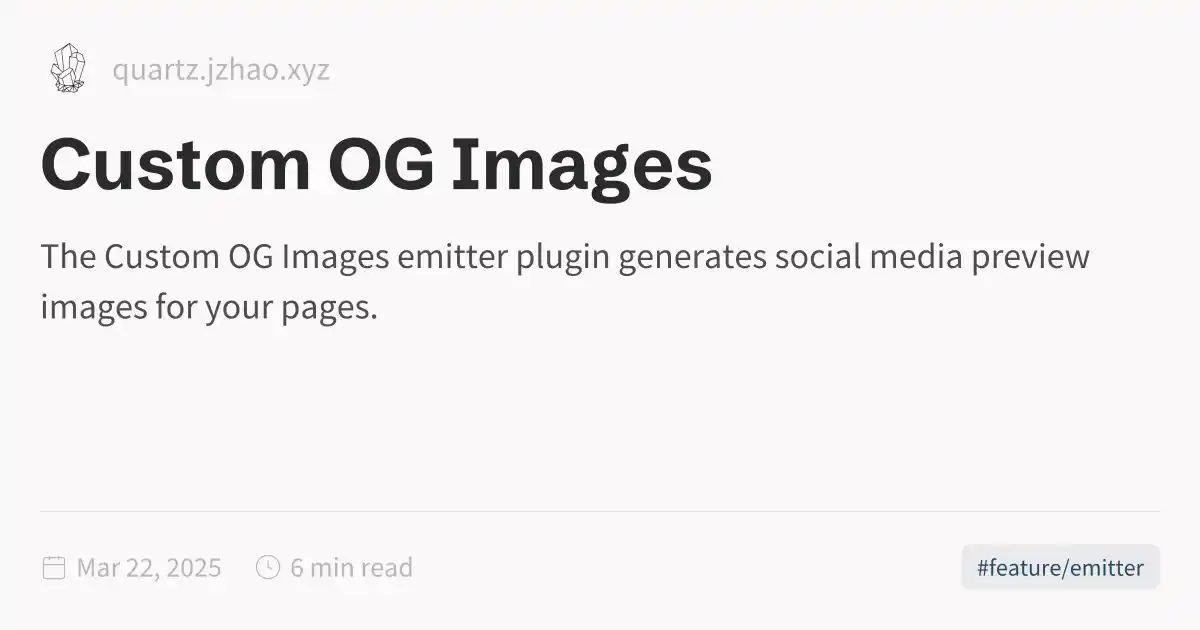 quartz.jzhao.xyz
Custom OG Images
The Custom OG Images emitter plugin generates social media preview
images for your pages.
Mar 22, 2025 6 min read #feature/emitter